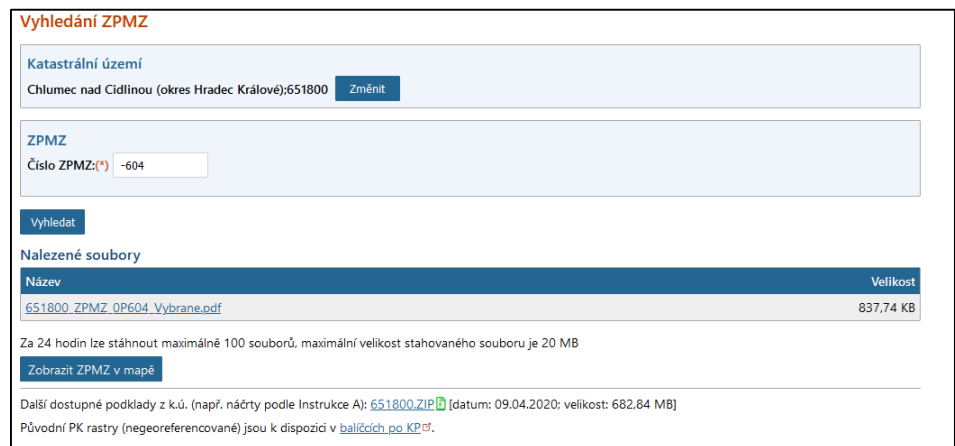 Vyhledání ZPMZ
Katastrální území
Chlumec nad Cidlinou (okres Hradec Králové);651800 Změnit
ZPMZ
Číslo ZPMZ:(*) -604
Vyhledat
Nalezené soubory
Název Velikost
651800_ZPMZ_0P604_Vybrane.pdf 837,74 KB
Za 24 hodin lze stáhnout maximálně 100 souborů, maximální velikost stahovaného souboru je 20 MB
Zobrazit ZPMZ v mapě
Další dostupné podklady z k.ú. (např. náčrty podle Instrukce A): 651800.ZIP [datum: 09.04.2020; velikost: 682,84 MB]
Původní PK rastry (negeoreferencované) jsou k dispozici v balíčcích po KP.